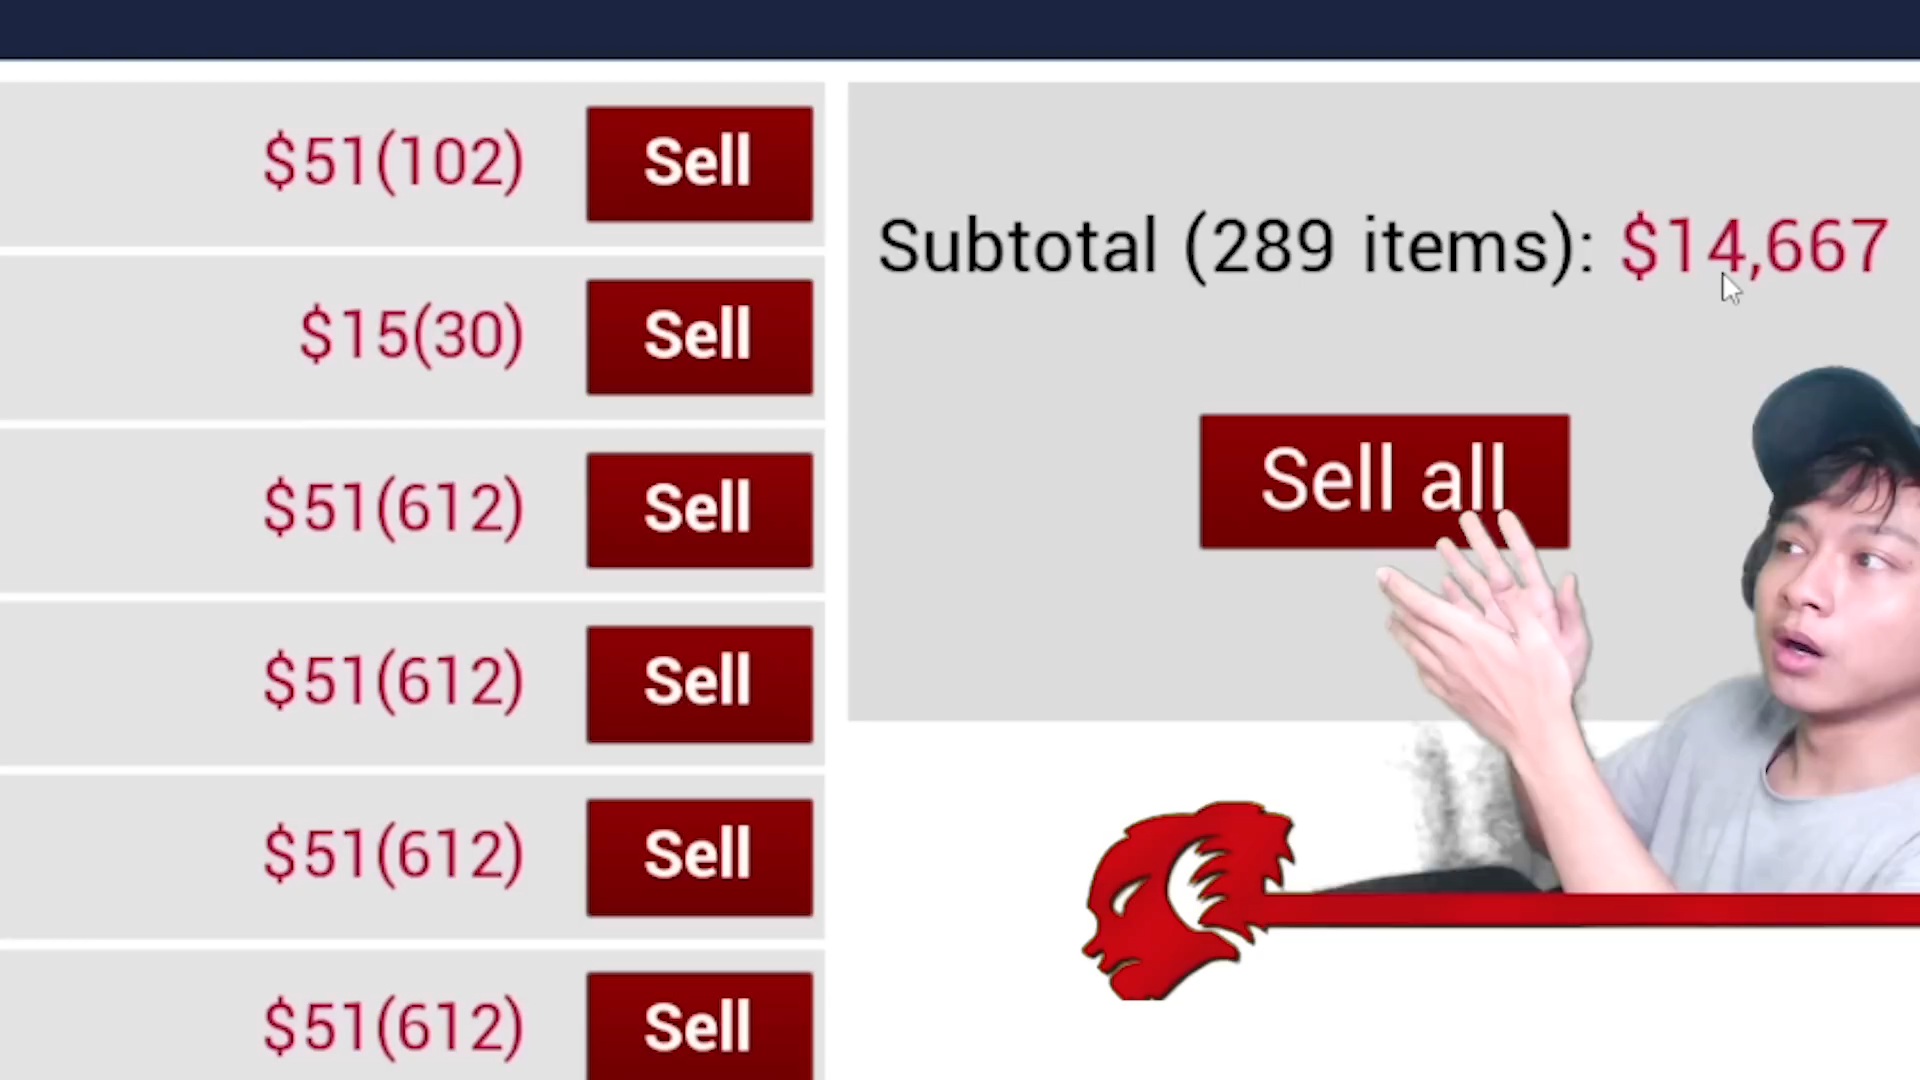 $51(102) Sell
$15(30) Sell
$51(612) Sell
$51(612) Sell
$51(612) Sell
$51(612) Sell
Subtotal (289 items): $14,667
Sell all